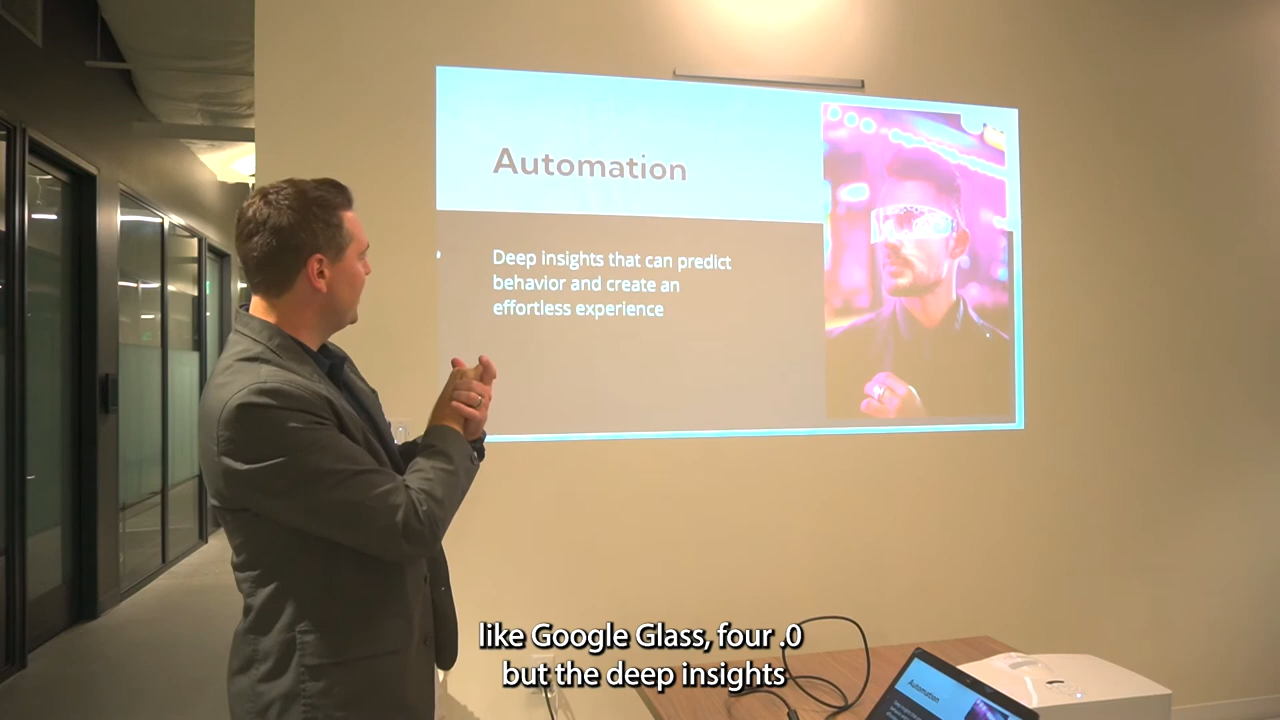 Automation
Deep insights that can predict
behavior and create an
effortless experience
like Google Glass, four .0
but the deep insights
Automation